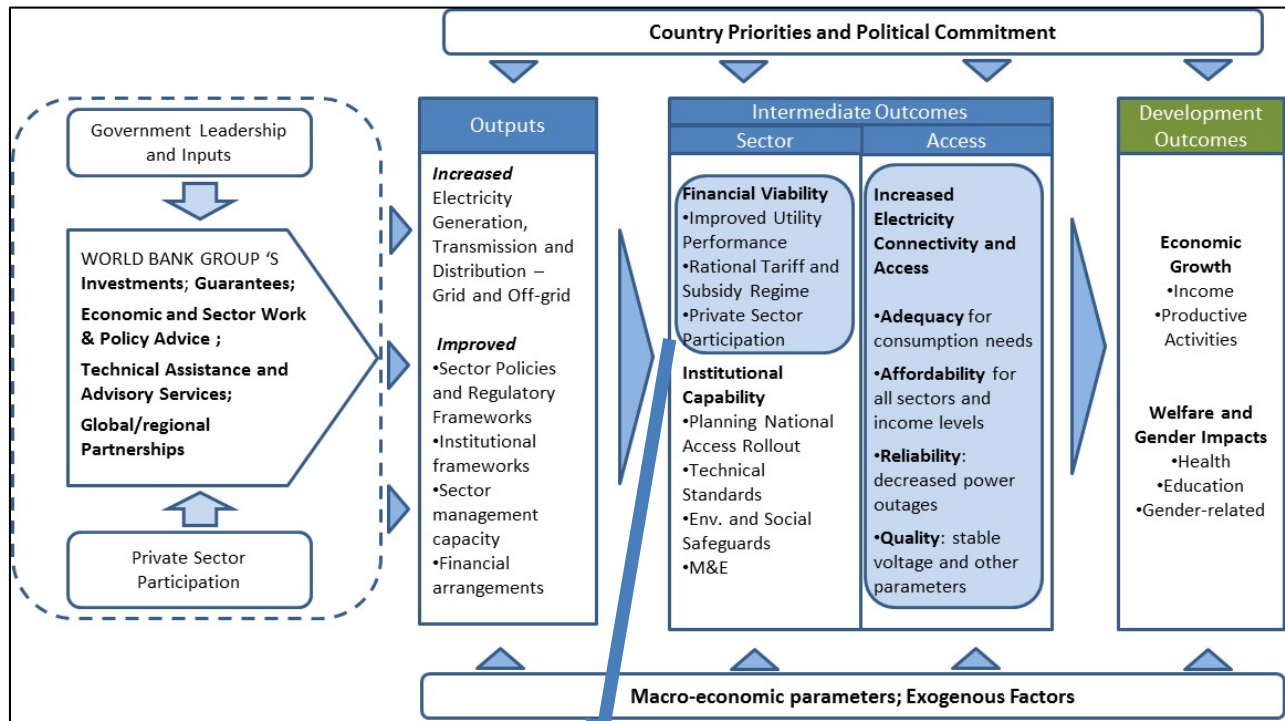 Country Priorities and Political Commitment
Government Leadership
and Inputs
WORLD BANK GROUP ‘S
Investments; Guarantees;
Economic and Sector Work
& Policy Advice ;
Technical Assistance and
Advisory Services;
Global/regional
Partnerships
Private Sector
Participation
Outputs
Increased
Electricity
Generation,
Transmission and
Distribution –
Grid and Off-grid
Improved
•Sector Policies
and Regulatory
Frameworks
•Institutional
frameworks
•Sector
management
capacity
•Financial
arrangements
Intermediate Outcomes
Sector
Financial Viability
•Improved Utility
Performance
•Rational Tariff and
Subsidy Regime
•Private Sector
Participation
Institutional
Capability
•Planning National
Access Rollout
•Technical
Standards
•Env. and Social
Safeguards
•M&E
Access
Increased
Electricity
Connectivity and
Access
•Adequacy for
consumption needs
•Affordability for
all sectors and
income levels
•Reliability:
decreased power
outages
•Quality: stable
voltage and other
parameters
Development
Outcomes
Economic
Growth
•Income
•Productive
Activities
Welfare and
Gender Impacts
•Health
•Education
•Gender-related
Macro-economic parameters; Exogenous Factors